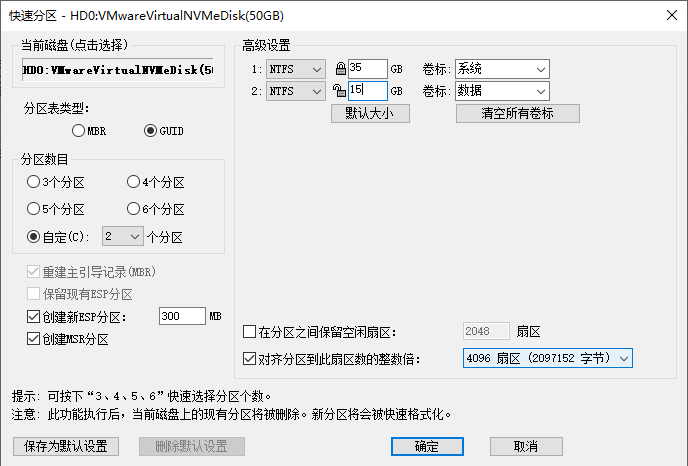 快速分区 - HD0:VMwareVirtualNVMeDisk(50GB)
当前磁盘(点击选择)
HD0:VMwareVirtualNVMeDisk(50
分区表类型:
MBR
GUID
分区数目
3个分区
4个分区
5个分区
6个分区
自定(C): 2 个分区
重建主引导记录(MBR)
保留现有ESP分区
创建新ESP分区: 300 MB
创建MSR分区
高级设置
1: NTFS 35 GB 卷标: 系统
2: NTFS 15 GB 卷标: 数据
默认大小
清空所有卷标
在分区之间保留空闲扇区: 2048 扇区
对齐分区到此扇区数的整数倍: 4096 扇区 (2097152 字节)
提示: 可按下“3、4、5、6”快速选择分区个数。
注意: 此功能执行后, 当前磁盘上的现有分区将被删除。新分区将会被快速格式化。
保存为默认设置
删除默认设置
确定
取消